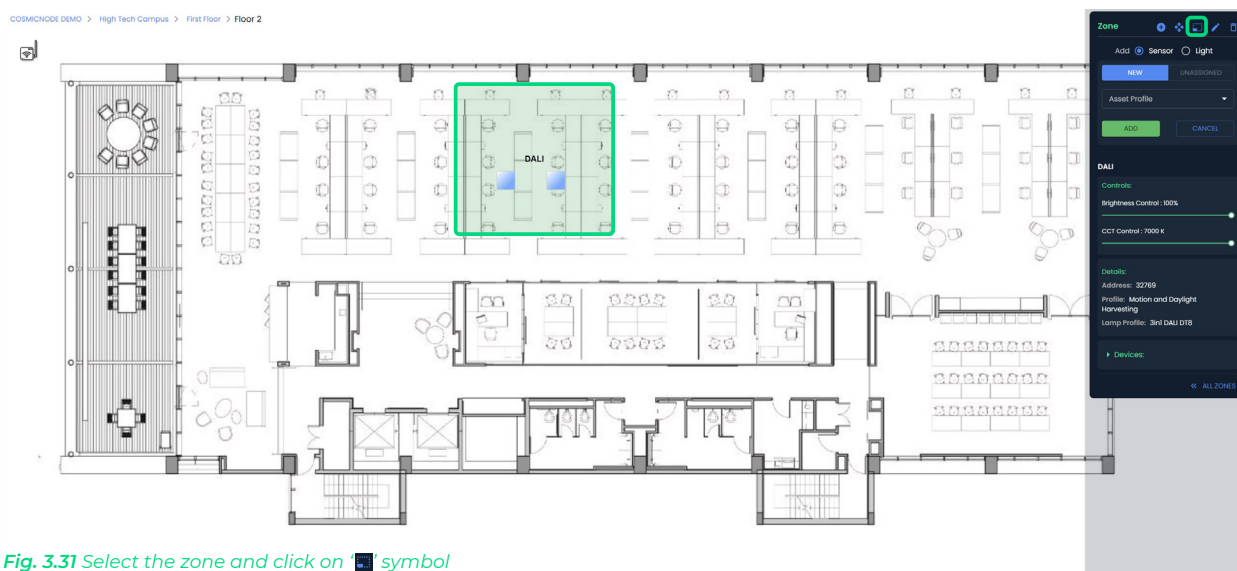 COSMICNODE DEMO > High Tech Campus > First Floor > Floor 2
DALI
Zone
Add Sensor Light
NEW UNASSIGNED
Asset Profile
ADD CANCEL
DALI
Controls:
Brightness Control : 100%
CCT Control : 7000 K
Details:
Address: 32769
Profile: Motion and Daylight
Harvesting
Lamp Profile: 3in1 DALI DT8
Devices:
« ALL ZONES
Fig. 3.31 Select the zone and click on ‘ ’ symbol